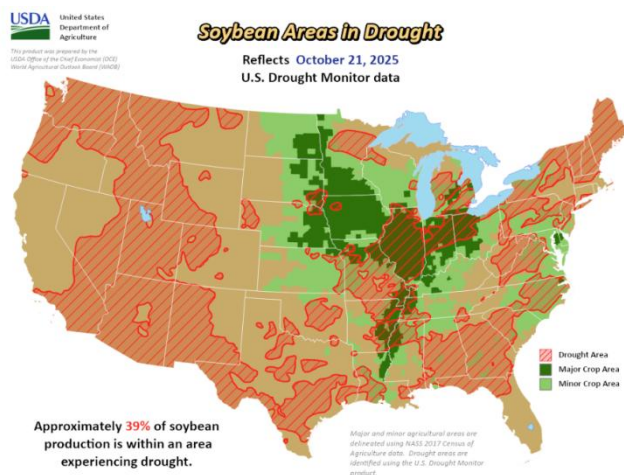 USDA
United States
Department of
Agriculture
This product was prepared by the
USDA Office of the Chief Economist (OCE)
World Agricultural Outlook Board (WAOB)
Soybean Areas in Drought
Reflects October 21, 2025
U.S. Drought Monitor data
Drought Area
Major Crop Area
Minor Crop Area
Approximately 39% of soybean
production is within an area
experiencing drought.
Major and minor agricultural areas are
delineated using NASS 2017 Census of
Agriculture data. Drought areas are
identified using the U.S. Drought Monitor
product.